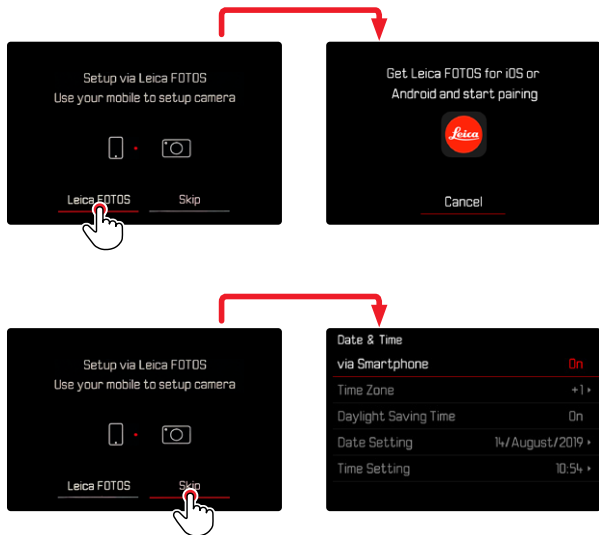 Setup via Leica FOTOS
Use your mobile to setup camera
Leica FOTOS Skip
Get Leica FOTOS for iOS or
Android and start pairing
Leica
Cancel
Setup via Leica FOTOS
Use your mobile to setup camera
Leica FOTOS Skip
Date & Time
via Smartphone On
Time Zone +1
Daylight Saving Time On
Date Setting 14/August/2019
Time Setting 10:54